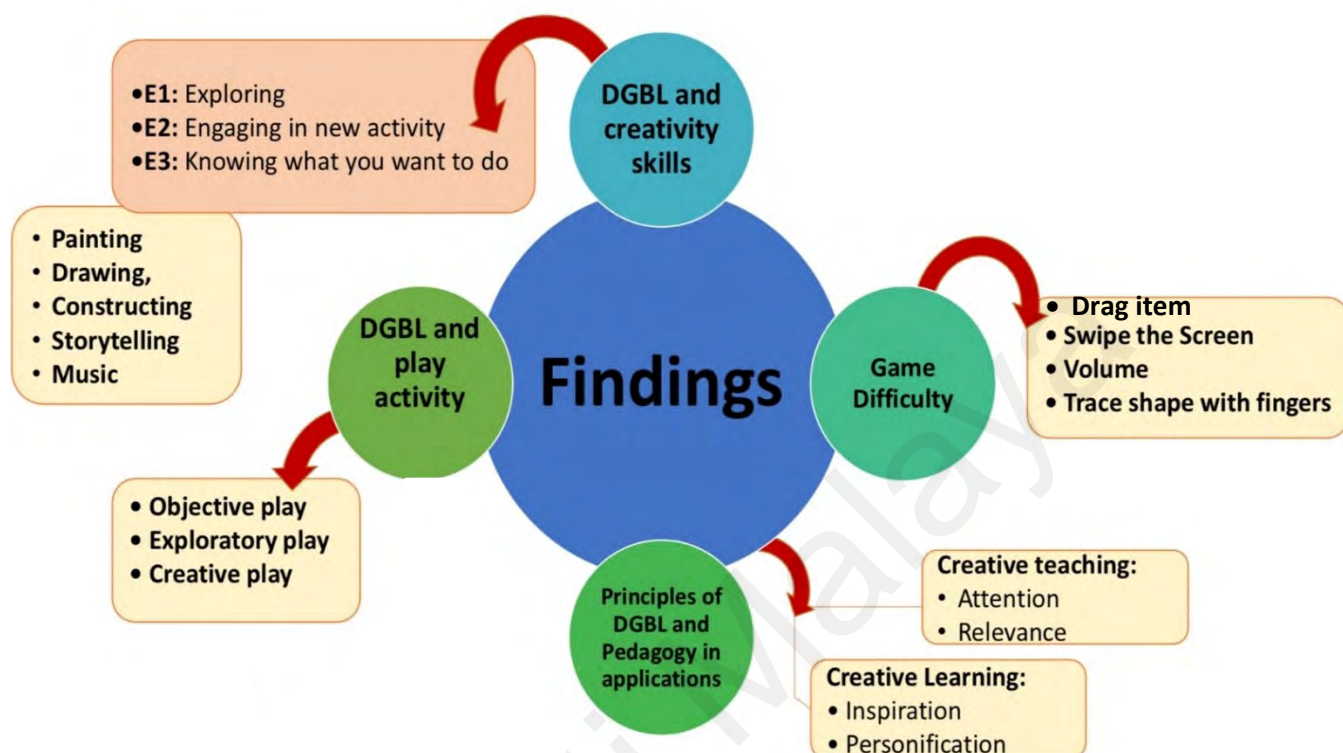 •E1: Exploring
•E2: Engaging in new activity
•E3: Knowing what you want to do
DGBL and
creativity
skills
• Painting
• Drawing,
• Constructing
• Storytelling
• Music
DGBL and
play
activity
Findings
Game
Difficulty
• Drag item
• Swipe the Screen
• Volume
• Trace shape with fingers
• Objective play
• Exploratory play
• Creative play
Principles of
DGBL and
Pedagogy in
applications
Creative teaching:
• Attention
• Relevance
Creative Learning:
• Inspiration
• Personification
Malaya